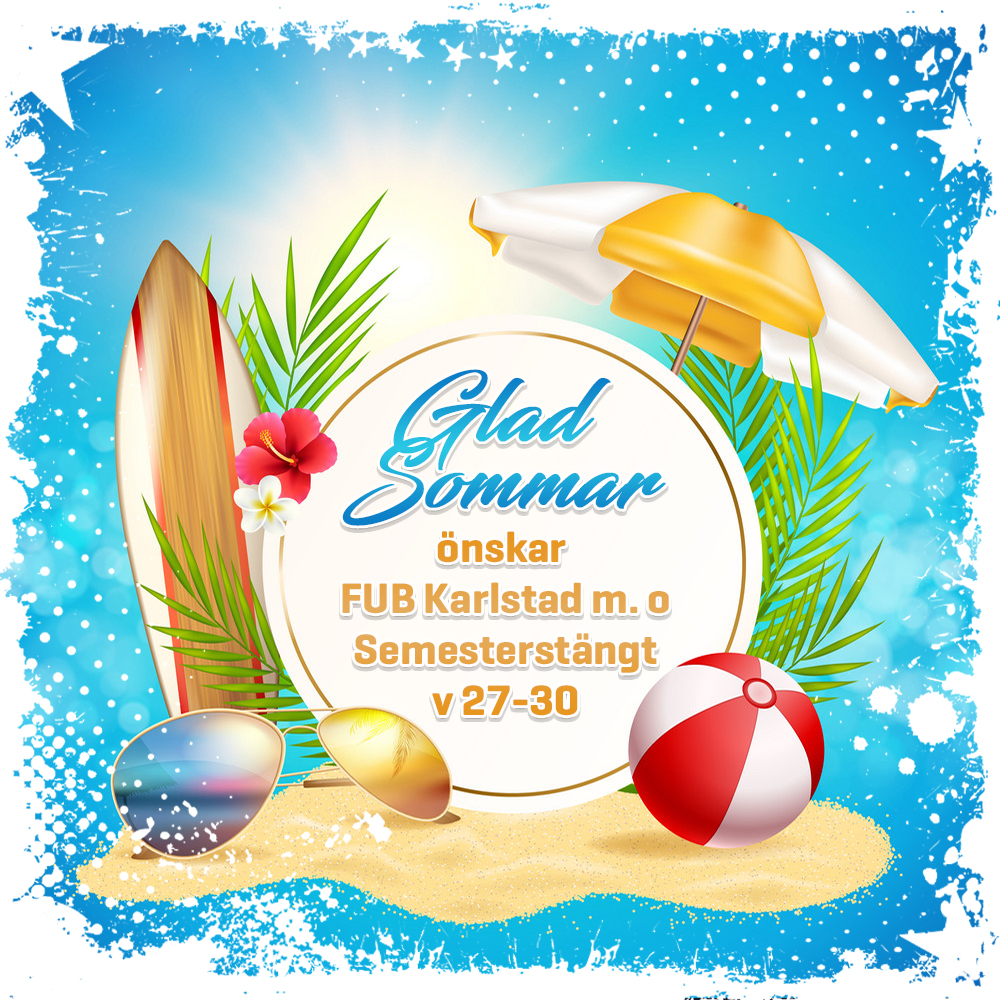 Glad
Sommar
önskar
FUB Karlstad m. o
Semesterstängt
v 27-30